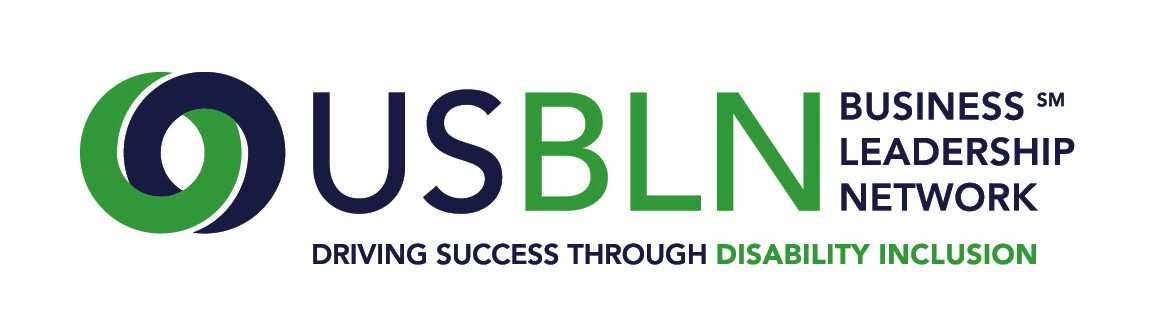 USBLN
BUSINESS SM
LEADERSHIP
NETWORK
DRIVING SUCCESS THROUGH DISABILITY INCLUSION